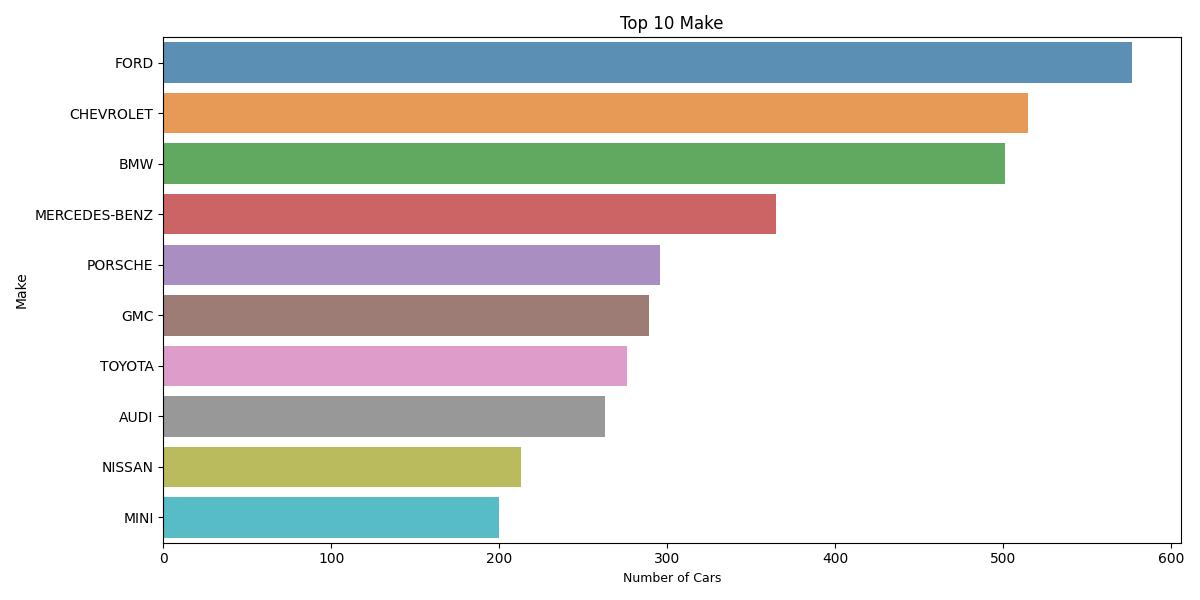 Top 10 Make
Make
FORD
CHEVROLET
BMW
MERCEDES-BENZ
PORSCHE
GMC
TOYOTA
AUDI
NISSAN
MINI
0 100 200 300 400 500 600
Number of Cars